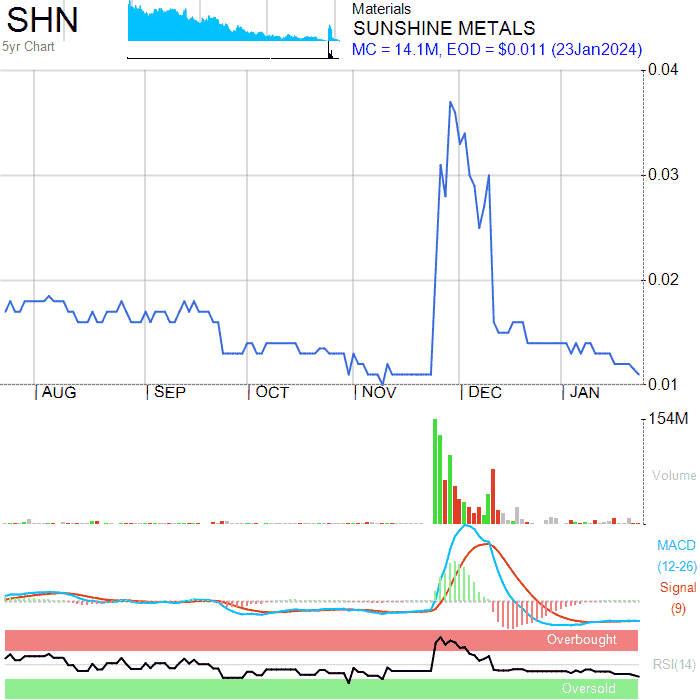 SHN
5yr Chart
Materials
SUNSHINE METALS
MC = 14.1M, EOD = $0.011 (23Jan2024)
0.04
0.03
0.02
0.01
AUG SEP OCT NOV DEC JAN
154M
Volume
MACD
(12-26)
Signal
(9)
Overbought
RSI(14)
Oversold